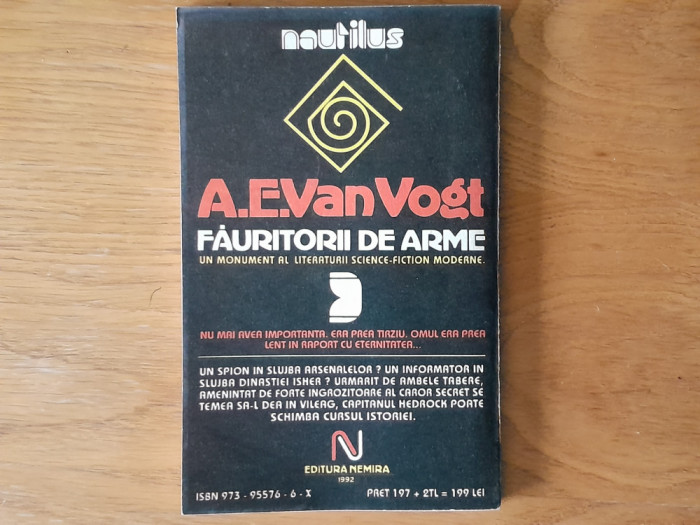 nautilus
A.E.Van Vogt
FĂURITORII DE ARME
UN MONUMENT AL LITERATURII SCIENCE-FICTION MODERNE.
NU MAI AVEA IMPORTANTA. ERA PREA TIRZIU. OMUL ERA PREA
LENT IN RAPORT CU ETERNITATEA...
UN SPION IN SLUJBA ARSENALELOR ? UN INFORMATOR IN
SLUJBA DINASTIEI ISHER ? URMARIT DE AMBELE TABERE,
AMENINTAT DE FORTE INGROZITOARE AL CAROR SECRET SE
TEMEA SA-L DEA IN VILEAG, CAPITANUL HEDROCK POATE
SCHIMBA CURSUL ISTORIEI.
EDITURA NEMIRA
1992
ISBN 973 - 95576 - 6 - X PRET 197 + 2TL = 199 LEI